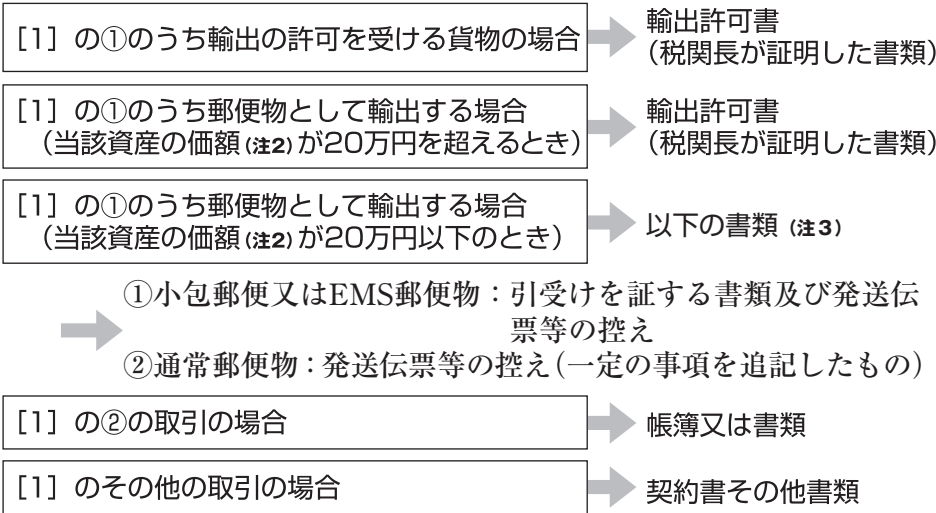 [1]の①のうち輸出の許可を受ける貨物の場合
輸出許可書
(税関長が証明した書類)
[1]の①のうち郵便物として輸出する場合
(当該資産の価額(注2)が20万円を超えるとき)
輸出許可書
(税関長が証明した書類)
[1]の①のうち郵便物として輸出する場合
(当該資産の価額(注2)が20万円以下のとき)
以下の書類(注3)
①小包郵便又はEMS郵便物：引受けを証する書類及び発送伝
票等の控え
②通常郵便物：発送伝票等の控え(一定の事項を追記したもの)
[1]の②の取引の場合
帳簿又は書類
[1]のその他の取引の場合
契約書その他書類